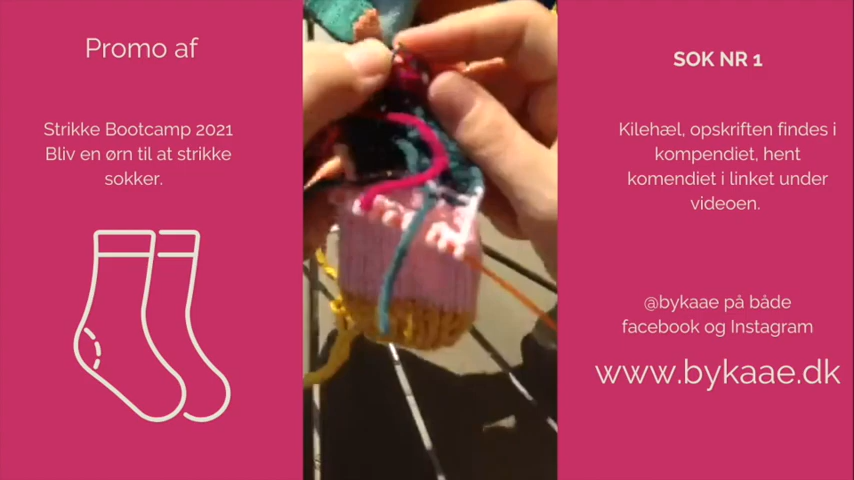 Promo af
Strikke Bootcamp 2021
Bliv en ørn til at strikke
sokker.
SOK NR 1
Kilehæl, opskriften findes i
kompendiet, hent
komendiet i linket under
videoen.
@bykaae på både
facebook og Instagram
www.bykaae.dk